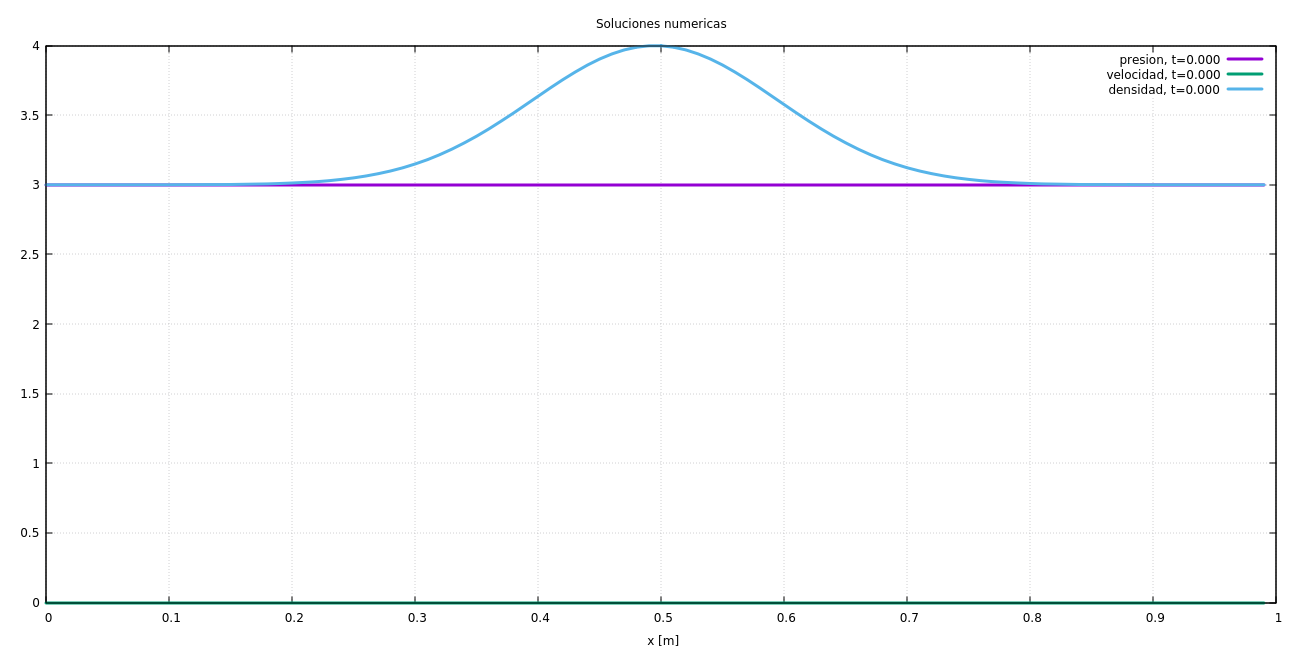 Soluciones numericas
presion, t=0.000
velocidad, t=0.000
densidad, t=0.000
4
3.5
3
2.5
2
1.5
1
0.5
0
0 0.1 0.2 0.3 0.4 0.5 0.6 0.7 0.8 0.9 1
x [m]